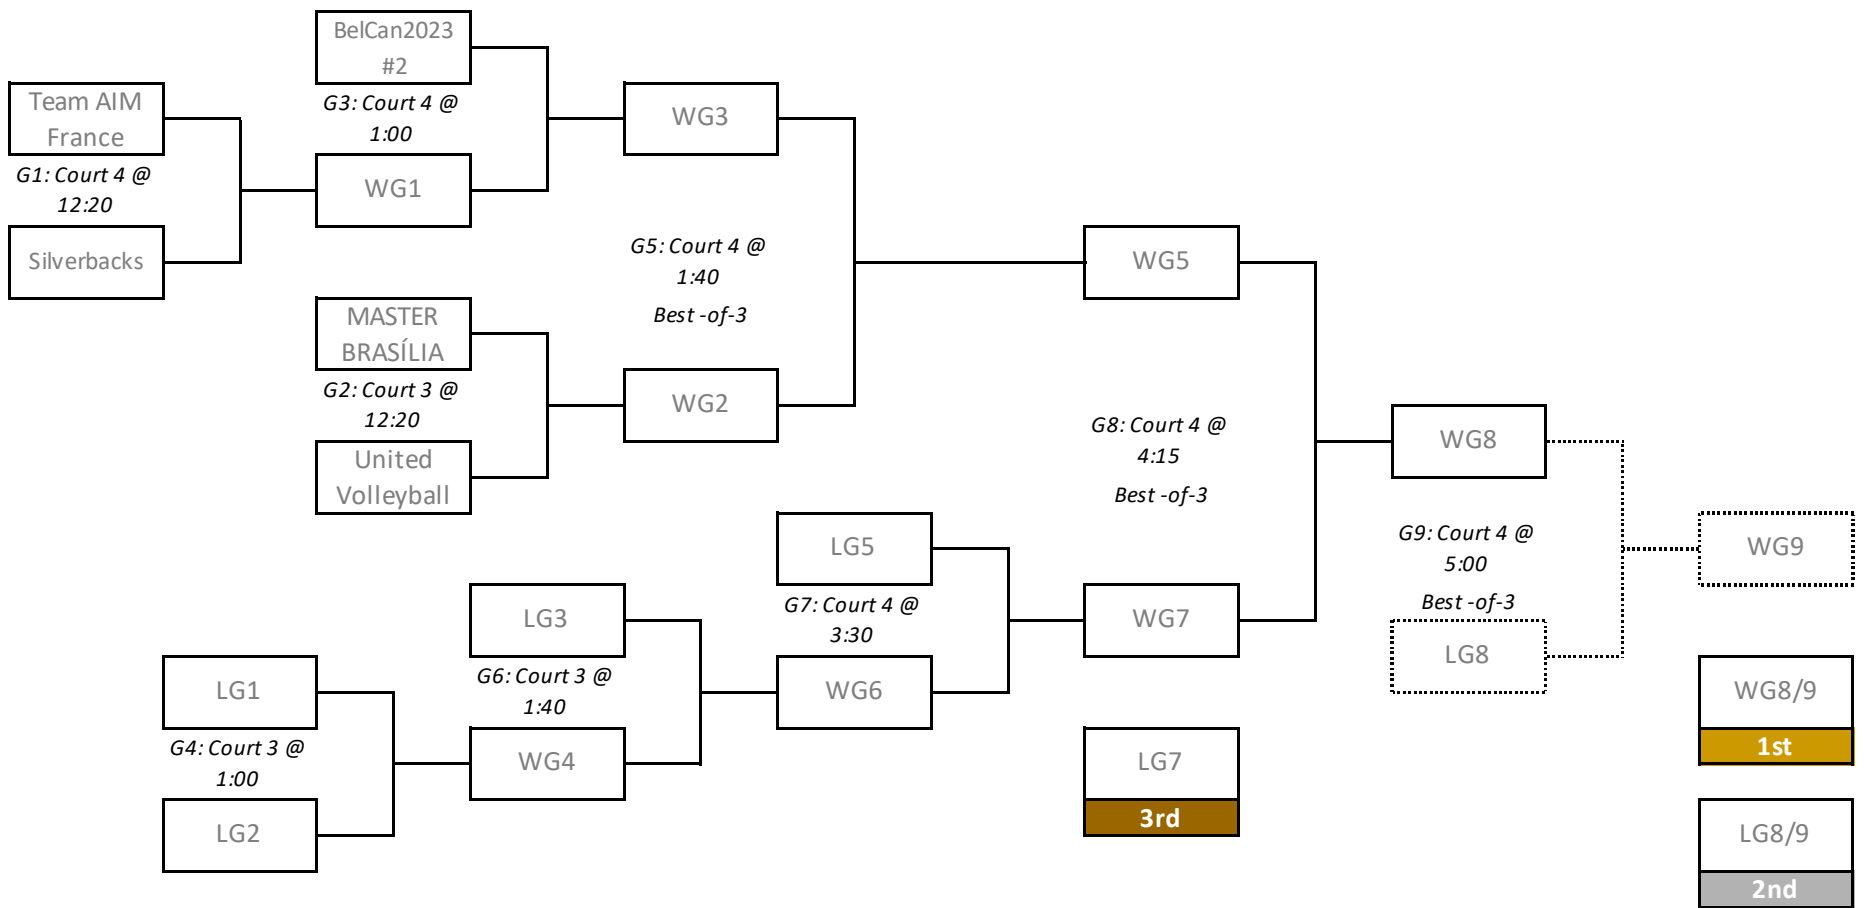 BelCan2023
#2
Team AIM
France
G3: Court 4 @
1:00
WG3
G1: Court 4 @
12:20
WG1
Silverbacks
G5: Court 4 @
1:40
Best -of-3
WG5
MASTER
BRASÍLIA
G2: Court 3 @
12:20
WG2
United
Volleyball
G8: Court 4 @
4:15
Best -of-3
WG8
LG5
G9: Court 4 @
5:00
Best -of-3
WG9
LG3
G7: Court 4 @
3:30
WG7
LG8
LG1
G6: Court 3 @
1:40
WG6
WG8/9
1st
G4: Court 3 @
1:00
WG4
LG7
3rd
LG2
LG8/9
2nd